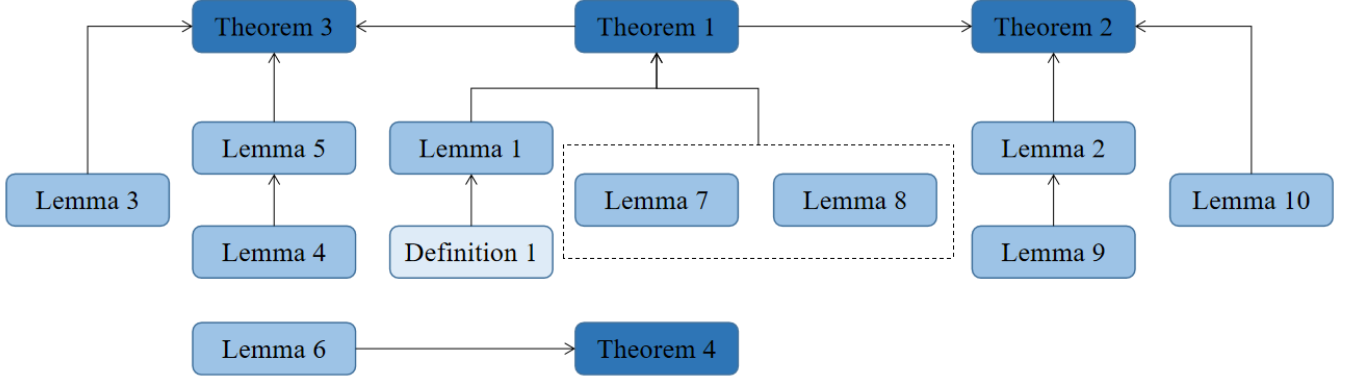 Theorem 3
Theorem 1
Theorem 2
Lemma 5
Lemma 1
Lemma 2
Lemma 3
Lemma 7
Lemma 8
Lemma 10
Lemma 4
Definition 1
Lemma 9
Lemma 6
Theorem 4